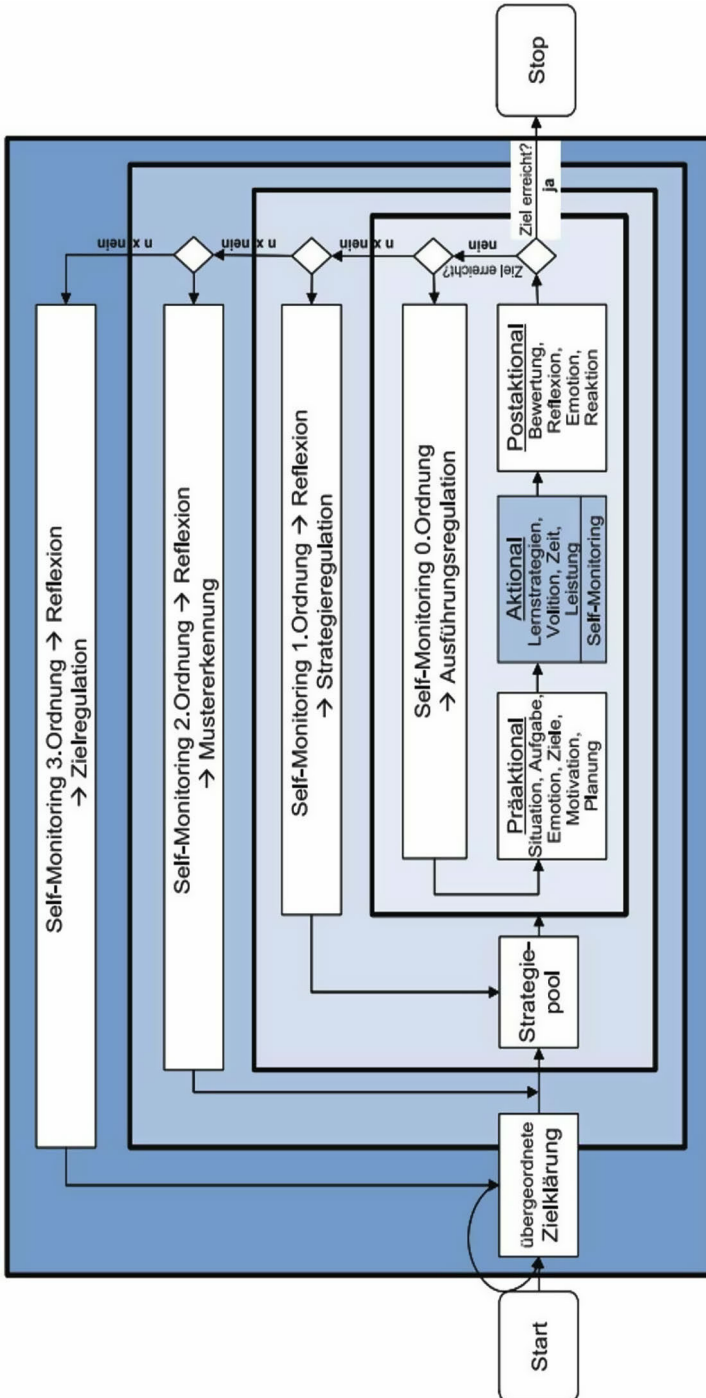 Self-Monitoring 3.Ordnung → Reflexion
→ Zielregulation
Self-Monitoring 2.Ordnung → Reflexion
→ Mustererkennung
Self-Monitoring 1.Ordnung → Reflexion
→ Strategieregulation
Self-Monitoring 0.Ordnung
→ Ausführungsregulation
n x nein
n x nein
n x nein
nein
Ziel erreicht?
Start
übergeordnete
Zielklärung
Strategie-
pool
Präaktional
Situation, Aufgabe,
Emotion, Ziele,
Motivation,
Planung
Aktional
Lernstrategien,
Volition, Zeit,
Leistung
Self-Monitoring
Postaktional
Bewertung,
Reflexion,
Emotion,
Reaktion
Ziel erreicht?
ja
Stop